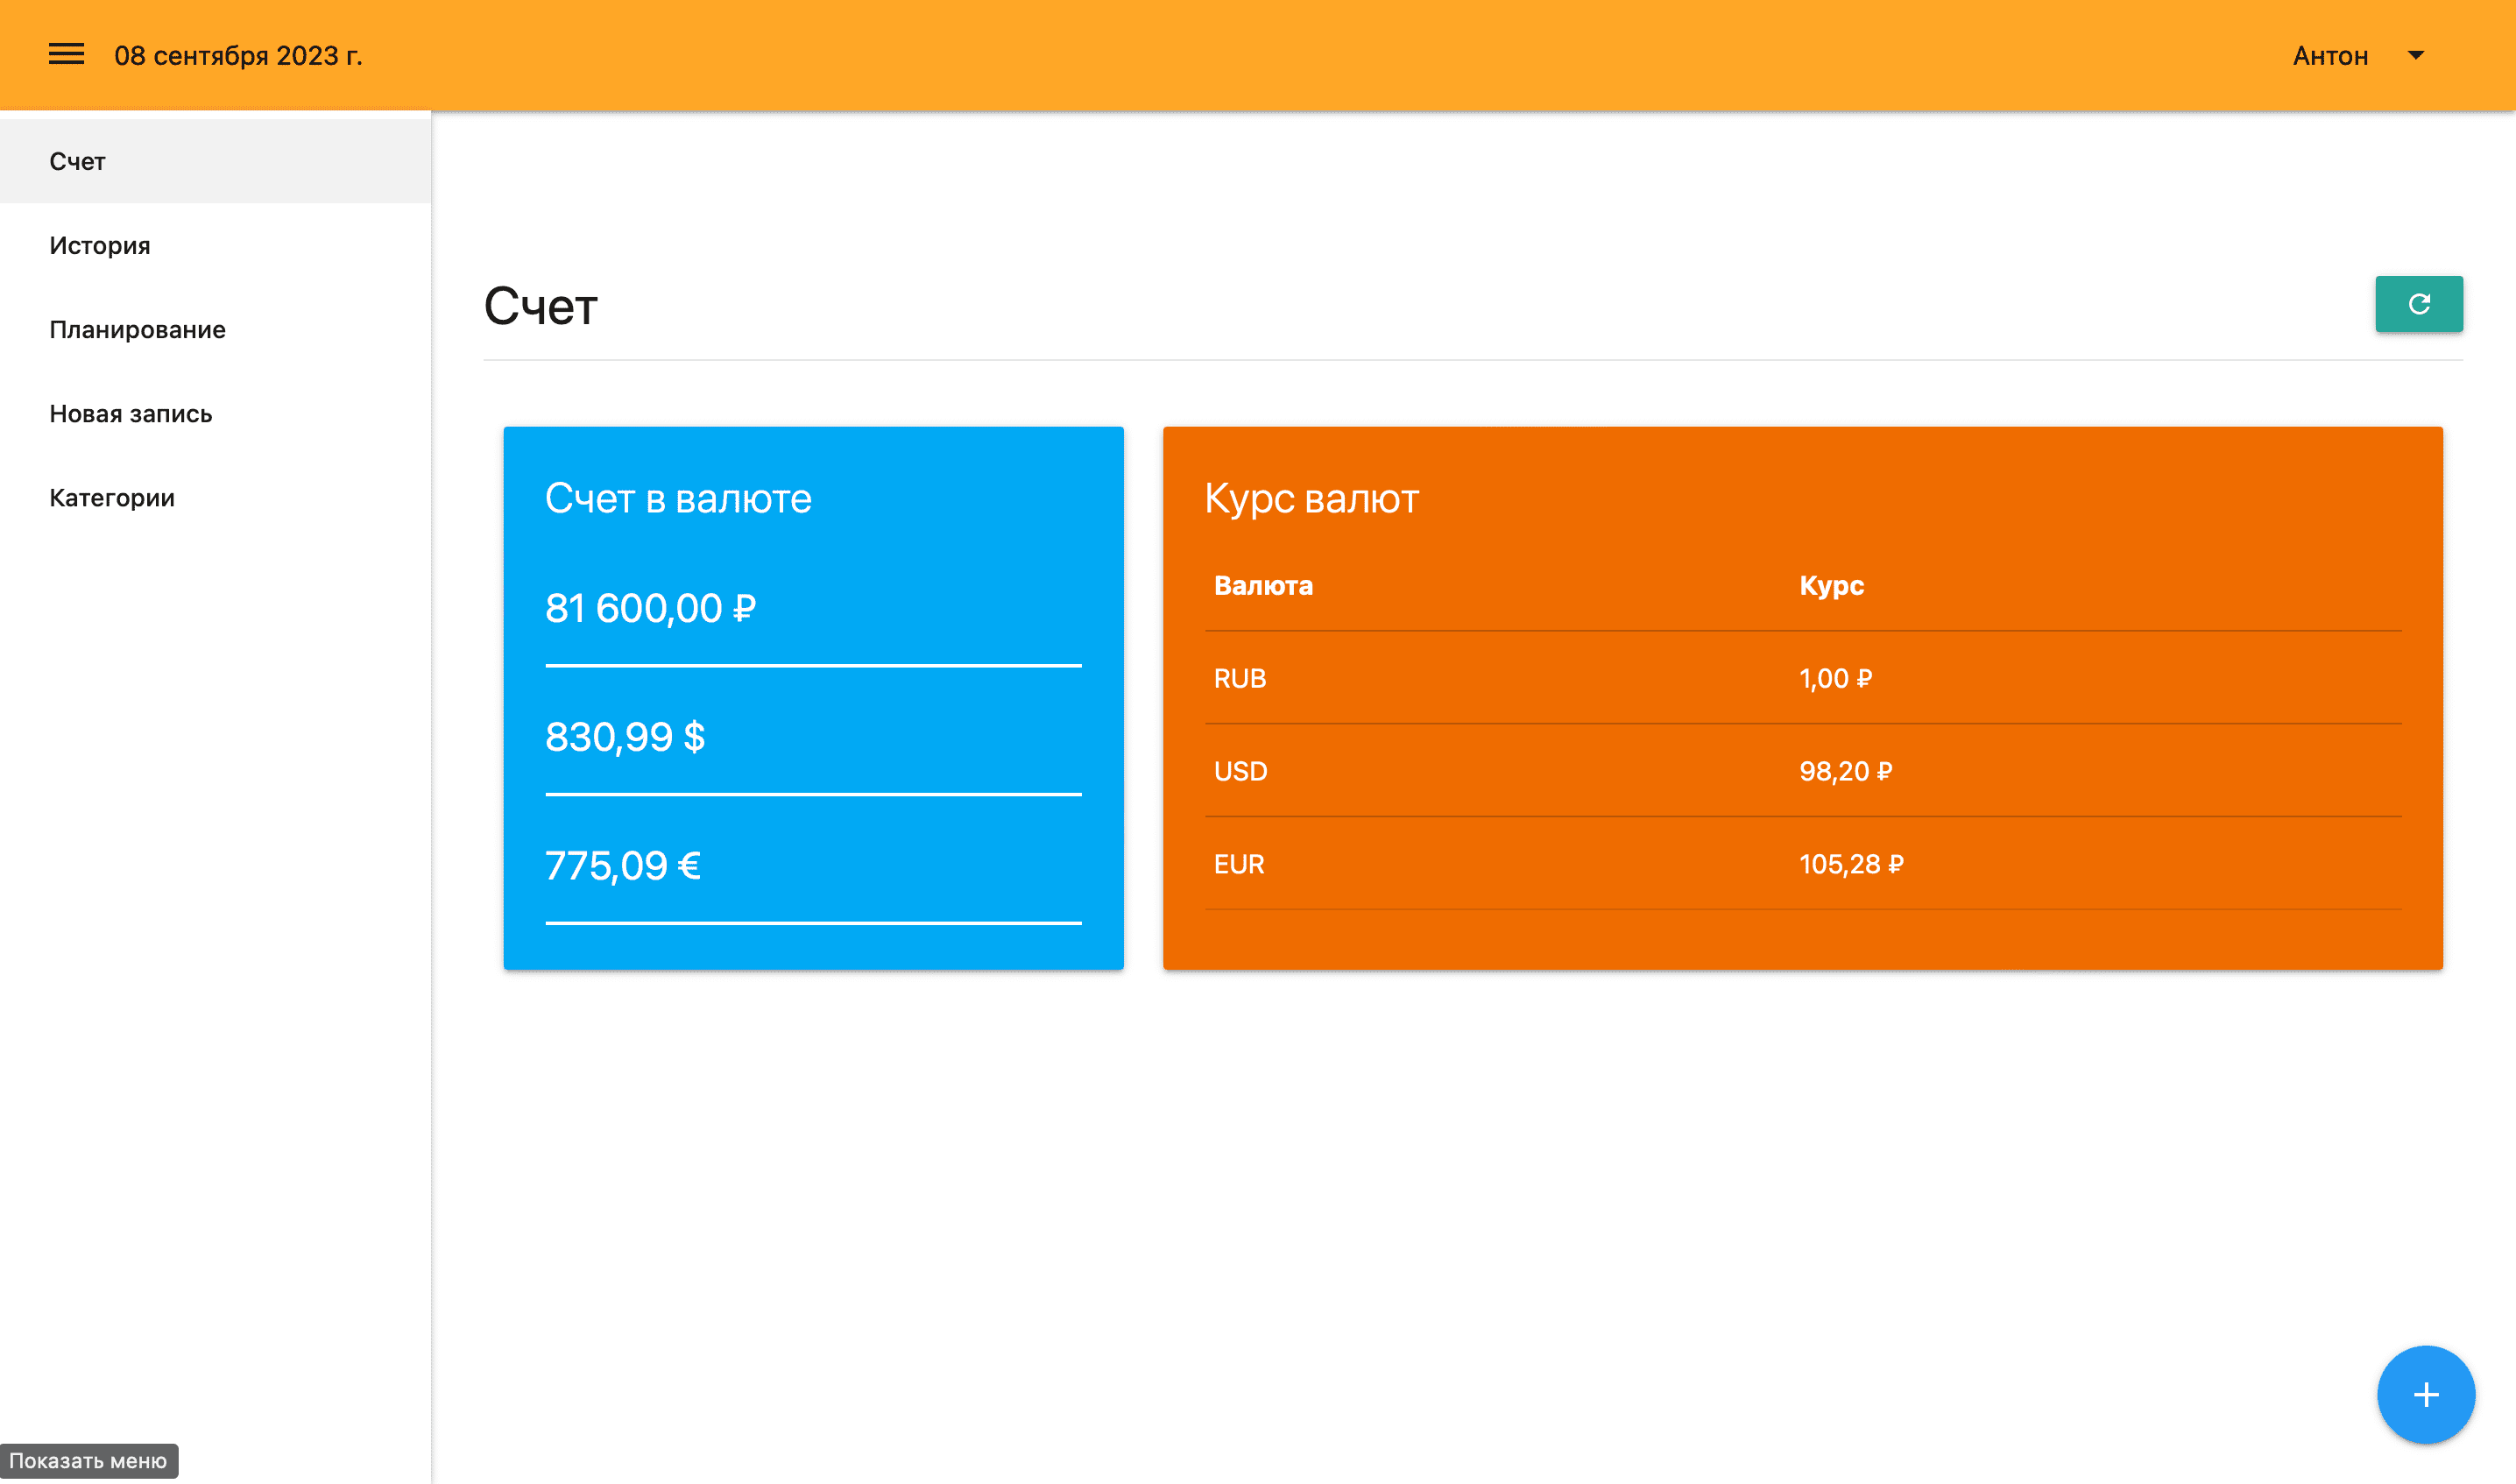 08 сентября 2023 г.
Антон
Счет
История
Планирование
Новая запись
Категории
Счет
Счет в валюте
81 600,00 ₽
830,99 $
775,09 €
Курс валют
Валюта Курс
RUB 1,00 ₽
USD 98,20 ₽
EUR 105,28 ₽
Показать меню